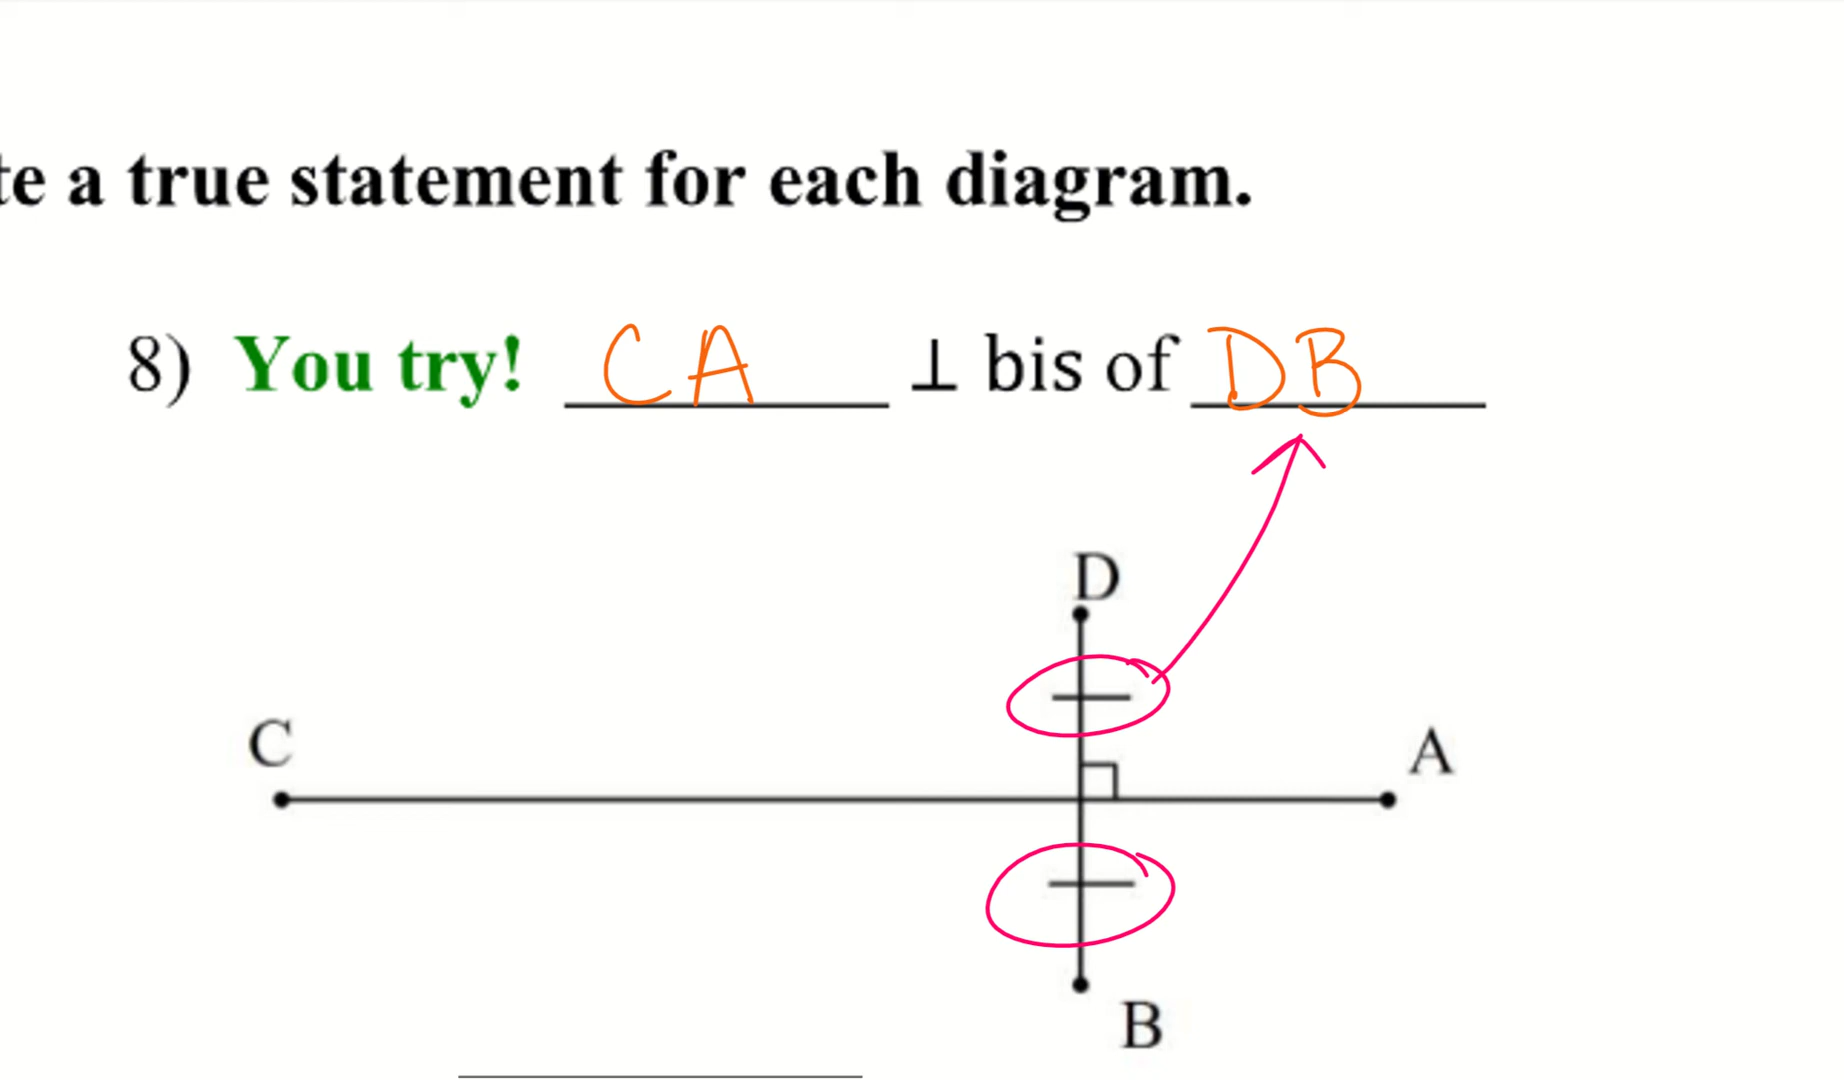 te a true statement for each diagram.
8) You try! CA ⊥ bis of DB
D
C
A
B